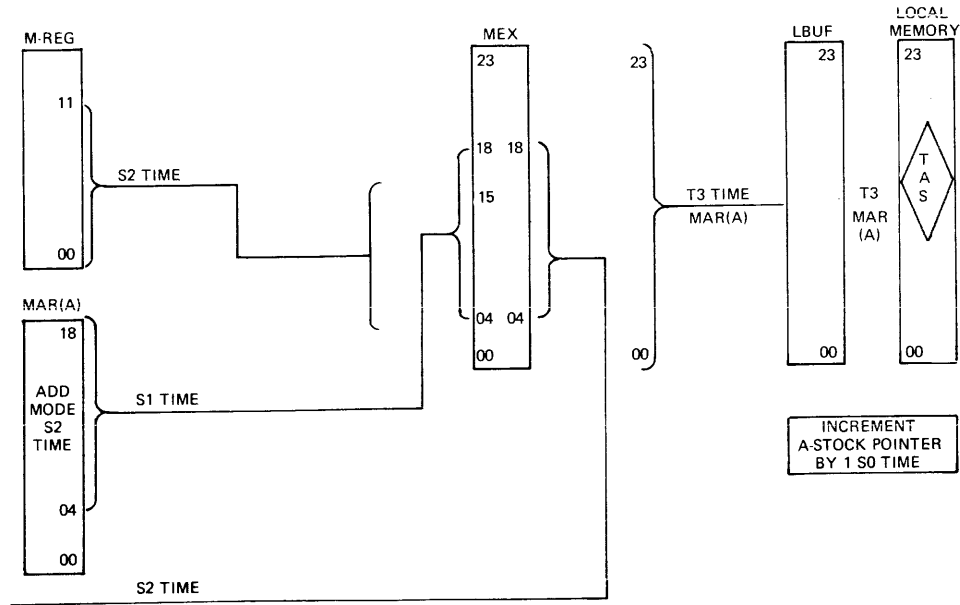 M-REG
11
00
S2 TIME
MAR(A)
18
ADD
MODE
S2
TIME
04
00
S1 TIME
S2 TIME
MEX
23
18 18
15
04 04
00
23
00
T3 TIME
MAR(A)
LBUF
23
00
T3
MAR
(A)
LOCAL
MEMORY
23
T
A
S
00
INCREMENT
A-STOCK POINTER
BY 1 S0 TIME